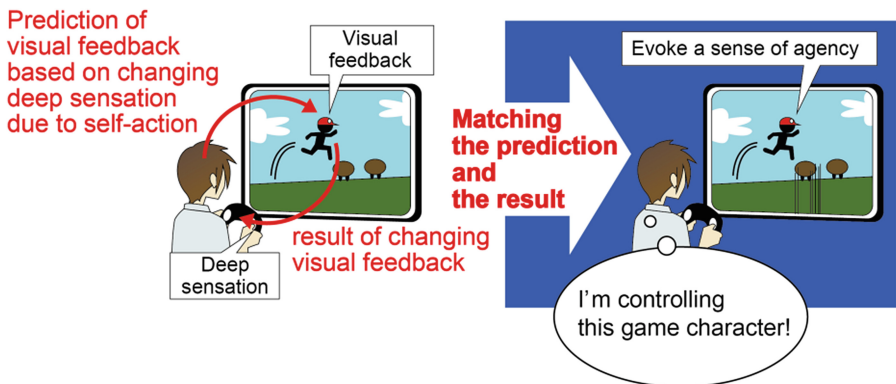 Prediction of
visual feedback
based on changing
deep sensation
due to self-action
Visual
feedback
result of changing
visual feedback
Deep
sensation
Matching
the prediction
and
the result
Evoke a sense of agency
I'm controlling
this game character!